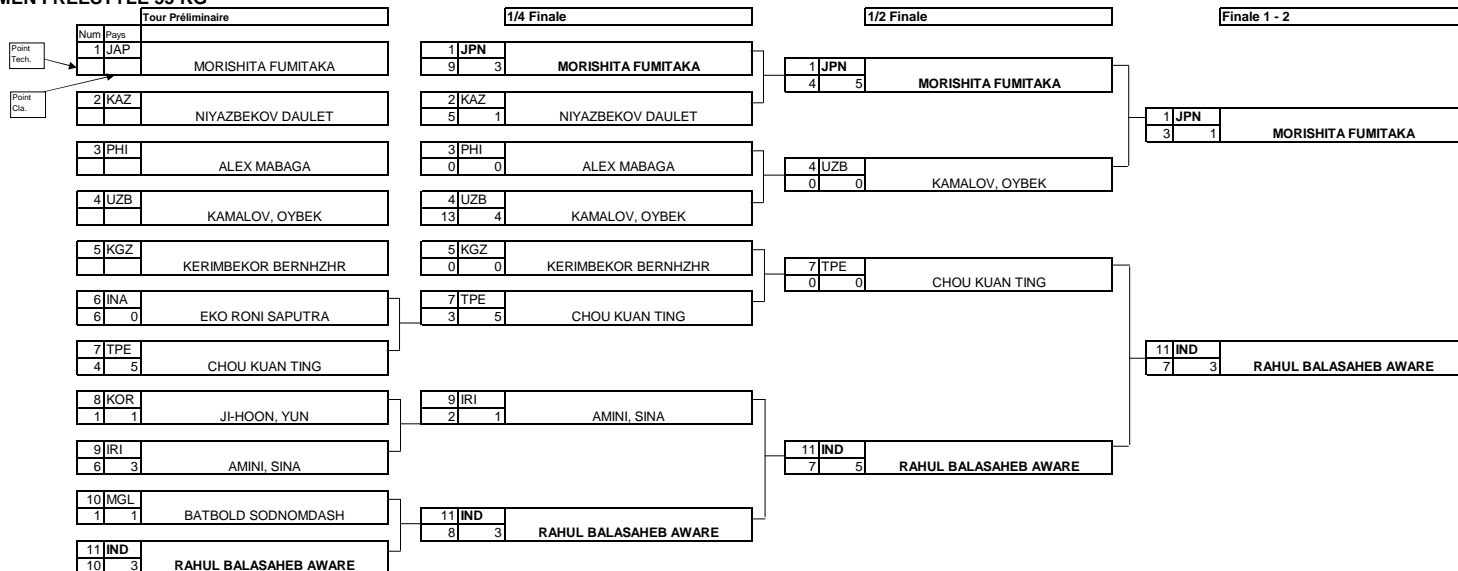 Tour Préliminaire
1/4 Finale
1/2 Finale
Finale 1 - 2
Num Pays
Point Tech.
Point Cla.
1 JAP
MORISHITA FUMITAKA
2 KAZ
NIYAZBEKOV DAULET
3 PHI
ALEX MABAGA
4 UZB
KAMALOV, OYBEK
5 KGZ
KERIMBEKOR BERNHZHR
6 INA
6 0 EKO RONI SAPUTRA
7 TPE
4 5 CHOU KUAN TING
8 KOR
1 1 JI-HOON, YUN
9 IRI
6 3 AMINI, SINA
10 MGL
1 1 BATBOLD SODNOMDASH
11 IND
10 3 RAHUL BALASAHEB AWARE
1 JPN
9 3 MORISHITA FUMITAKA
2 KAZ
5 1 NIYAZBEKOV DAULET
3 PHI
0 0 ALEX MABAGA
4 UZB
13 4 KAMALOV, OYBEK
5 KGZ
0 0 KERIMBEKOR BERNHZHR
7 TPE
3 5 CHOU KUAN TING
9 IRI
2 1 AMINI, SINA
11 IND
8 3 RAHUL BALASAHEB AWARE
1 JPN
4 5 MORISHITA FUMITAKA
4 UZB
0 0 KAMALOV, OYBEK
7 TPE
0 0 CHOU KUAN TING
11 IND
7 5 RAHUL BALASAHEB AWARE
1 JPN
3 1 MORISHITA FUMITAKA
11 IND
7 3 RAHUL BALASAHEB AWARE